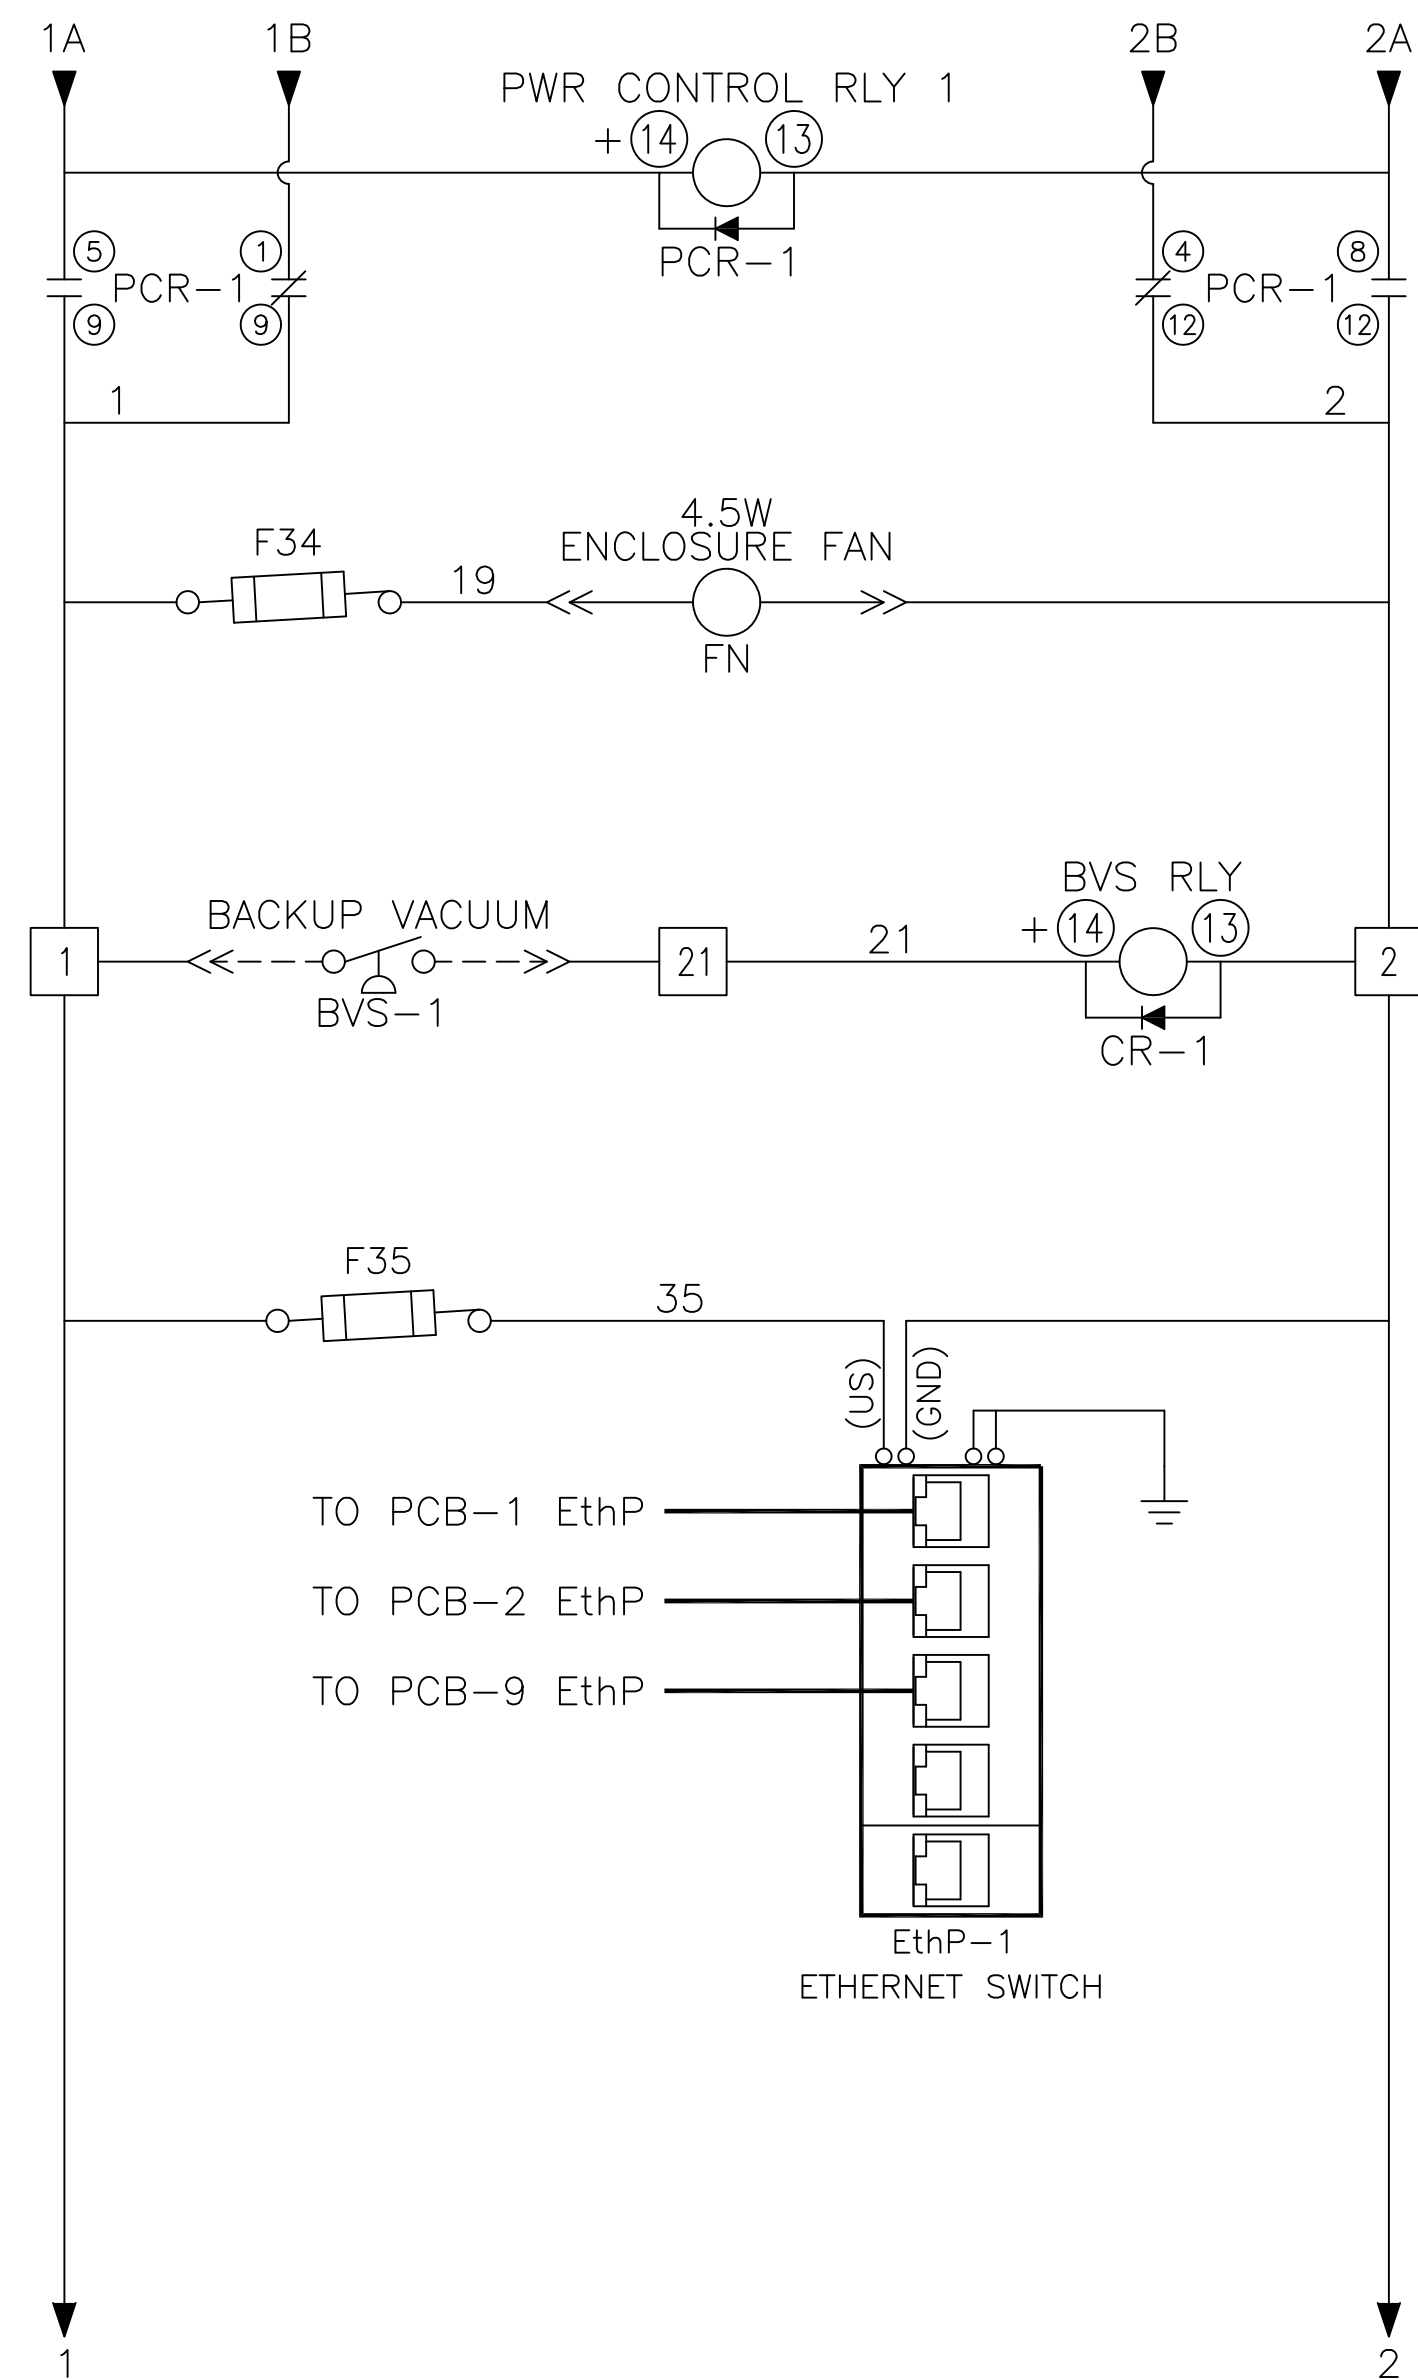 1A 1B 2B 2A
PWR CONTROL RLY 1
+ 14 13
PCR-1
5 1 4 8
PCR-1 PCR-1
9 9 12 12
1 2
4.5W
F34 ENCLOSURE FAN
19
FN
BVS RLY
BACKUP VACUUM + 14 13
21
1 21 2
BVS-1
CR-1
F35
35
(US) (GND)
TO PCB-1 EthP
TO PCB-2 EthP
TO PCB-9 EthP
EthP-1
ETHERNET SWITCH
1 2